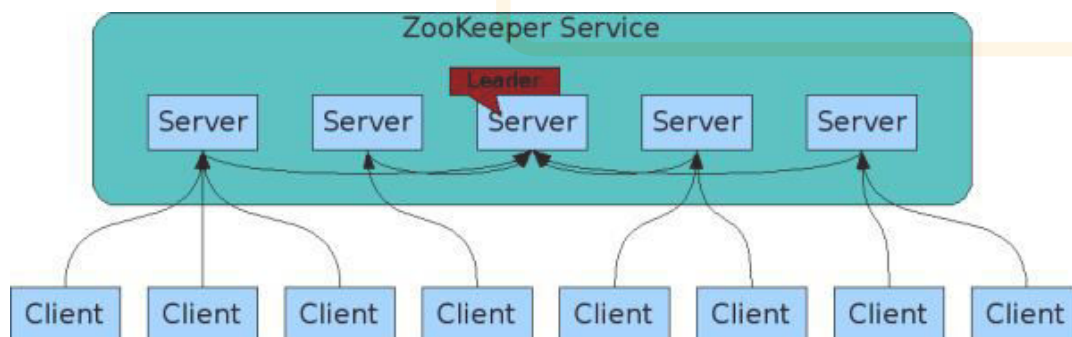 ZooKeeper Service
Leader
Server Server Server Server Server
Client Client Client Client Client Client Client Client